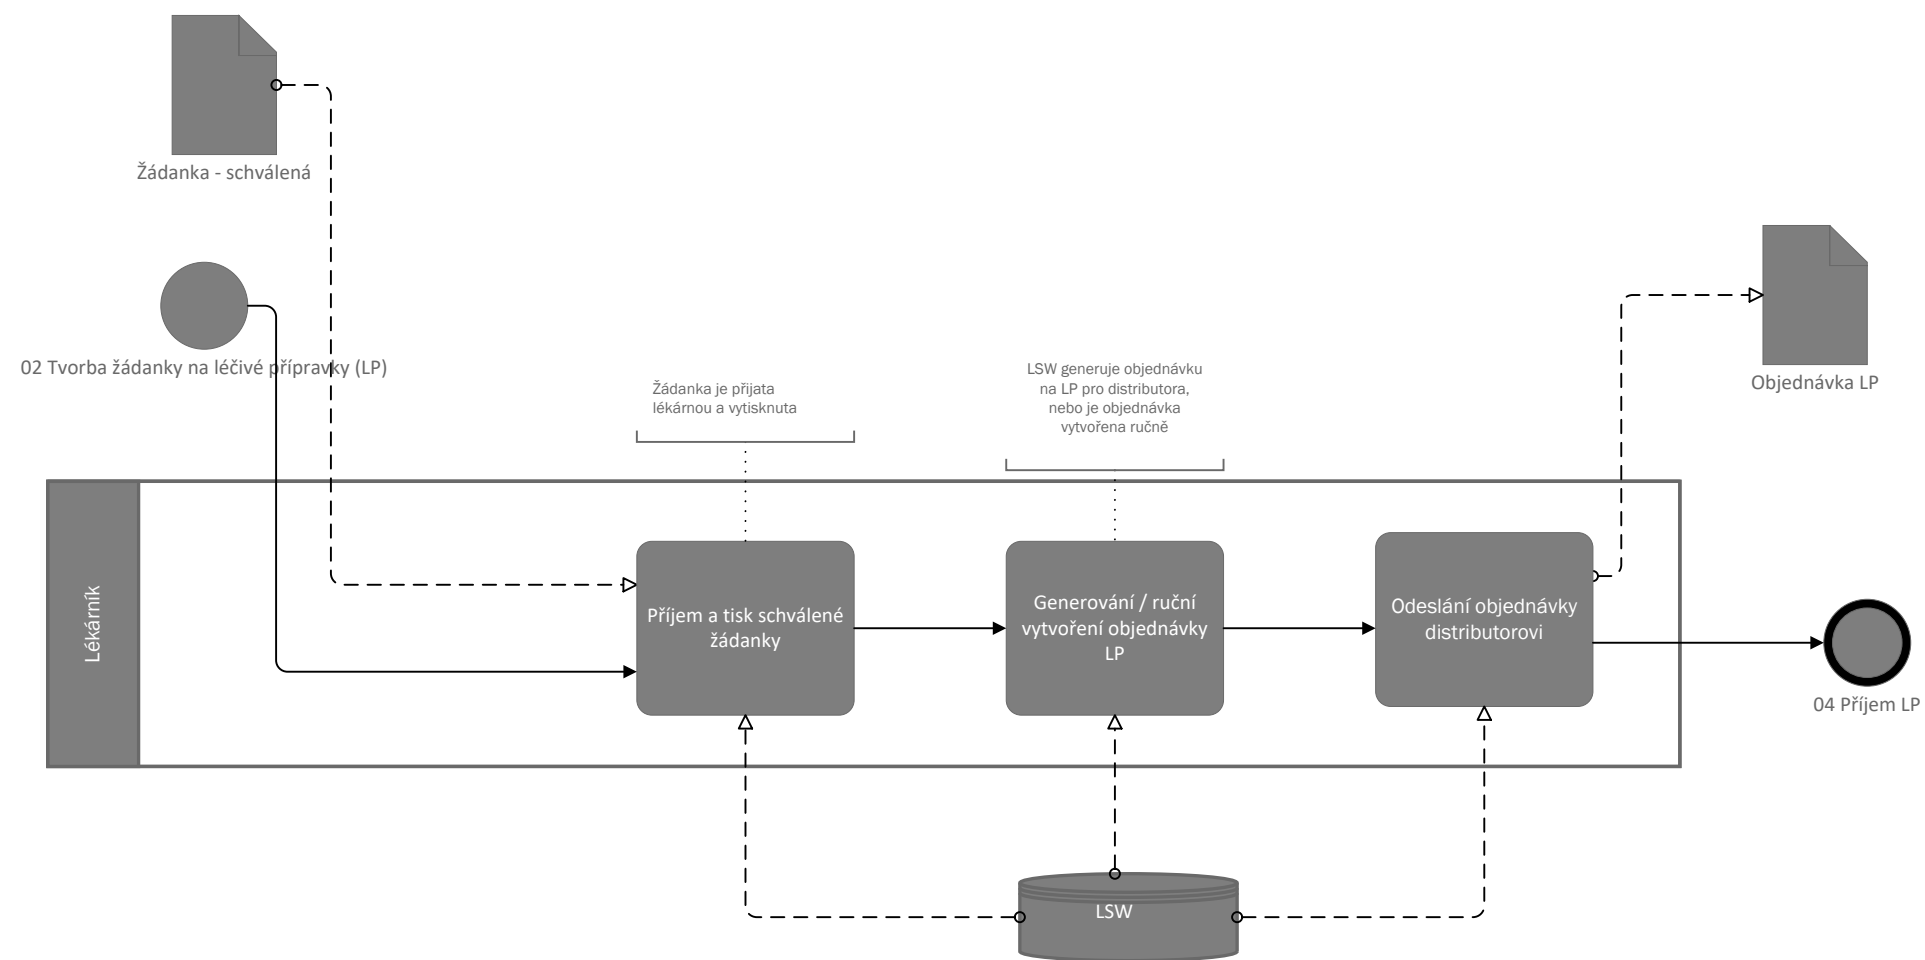 Žádanka - schválená
02 Tvorba žádanky na léčivé přípravky (LP)
Žádanka je přijata
lékárnou a vytisknuta
LSW generuje objednávku
na LP pro distributora,
nebo je objednávka
vytvořena ručně
Objednávka LP
Lékárník
Příjem a tisk schválené
žádanky
Generování / ruční
vytvoření objednávky
LP
Odeslání objednávky
distributorovi
04 Příjem LP
LSW